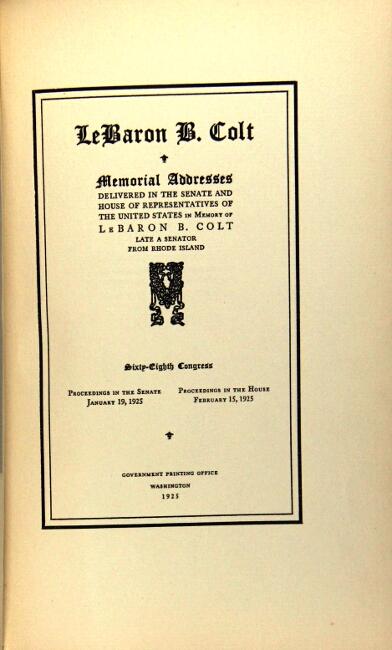 LeBaron B. Colt
Memorial Addresses
DELIVERED IN THE SENATE AND
HOUSE OF REPRESENTATIVES OF
THE UNITED STATES IN MEMORY OF
LEBARON B. COLT
LATE A SENATOR
FROM RHODE ISLAND
Sixty-Eighth Congress
PROCEEDINGS IN THE SENATE
JANUARY 19, 1925
PROCEEDINGS IN THE HOUSE
FEBRUARY 15, 1925
GOVERNMENT PRINTING OFFICE
WASHINGTON
1925